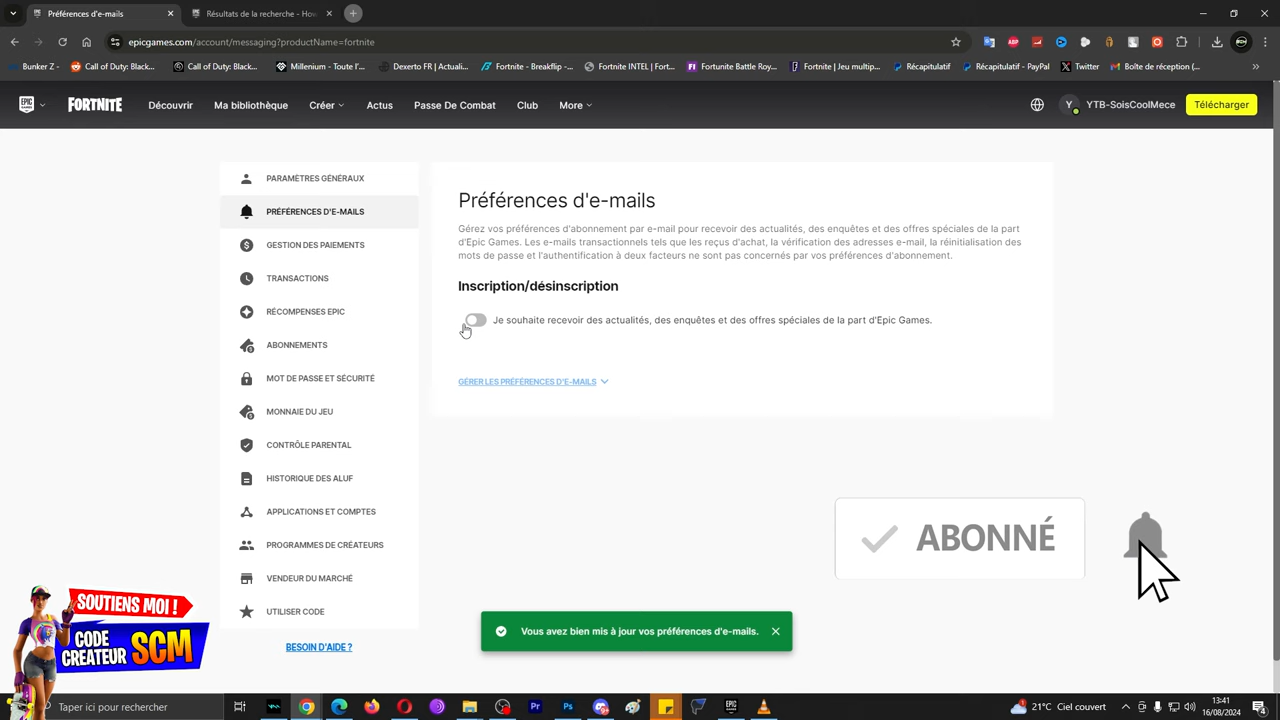 Préférences d'e-mails
Résultats de la recherche - How
epicgames.com/account/messaging?productName=fortnite
Bunker Z - Call of Duty: Blac... Call of Duty: Black... Millenium - Toute l'... Dexerto FR | Actuali... Fortnite - Breakflip... Fortnite INTEL | For... Fortunite Battle Roy... Fortnite | Jeu multip... Récapitulatif Récapitulatif - PayPal Twitter
EPIC GAMES FORTNITE Découvrir Ma bibliothèque Créer Actus Passe De Combat Club More Y YTB-SoisCoolMece Télécharger
PARAMÈTRES GÉNÉRAUX
PRÉFÉRENCES D'E-MAILS
GESTION DES PAIEMENTS
TRANSACTIONS
RÉCOMPENSES EPIC
ABONNEMENTS
MOT DE PASSE ET SÉCURITÉ
MONNAIE DU JEU
CONTRÔLE PARENTAL
HISTORIQUE DES ALUF
APPLICATIONS ET COMPTES
PROGRAMMES DE CRÉATEURS
VENDEUR DU MARCHÉ
UTILISER CODE
BESOIN D'AIDE ?
Préférences d'e-mails
Gérez vos préférences d'abonnement par e-mail pour recevoir des actualités, des enquêtes et des offres spéciales de la part
d'Epic Games. Les e-mails transactionnels tels que les reçus d'achat, la vérification des adresses e-mail, la réinitialisation des
mots de passe et l'authentification à deux facteurs ne sont pas concernés par vos préférences d'abonnement.
Inscription/désinscription
Je souhaite recevoir des actualités, des enquêtes et des offres spéciales de la part d'Epic Games.
GÉRER LES PRÉFÉRENCES D'E-MAILS
ABONNÉ
Vous avez bien mis à jour vos préférences d'e-mails.
SOUTIENS MOI !
CODE
CREATEUR SCM
Taper ici pour rechercher
21°C Ciel couvert
13:41
16/08/2024